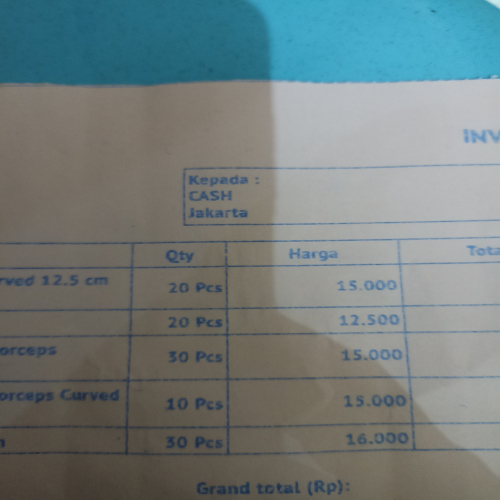 INV
Kepada :
CASH
Jakarta
Qty Harga Tota
rved 12.5 cm 20 Pcs 15.000
20 Pcs 12.500
orceps 30 Pcs 15.000
orceps Curved 10 Pcs 15.000
30 Pcs 16.000
Grand total (Rp):